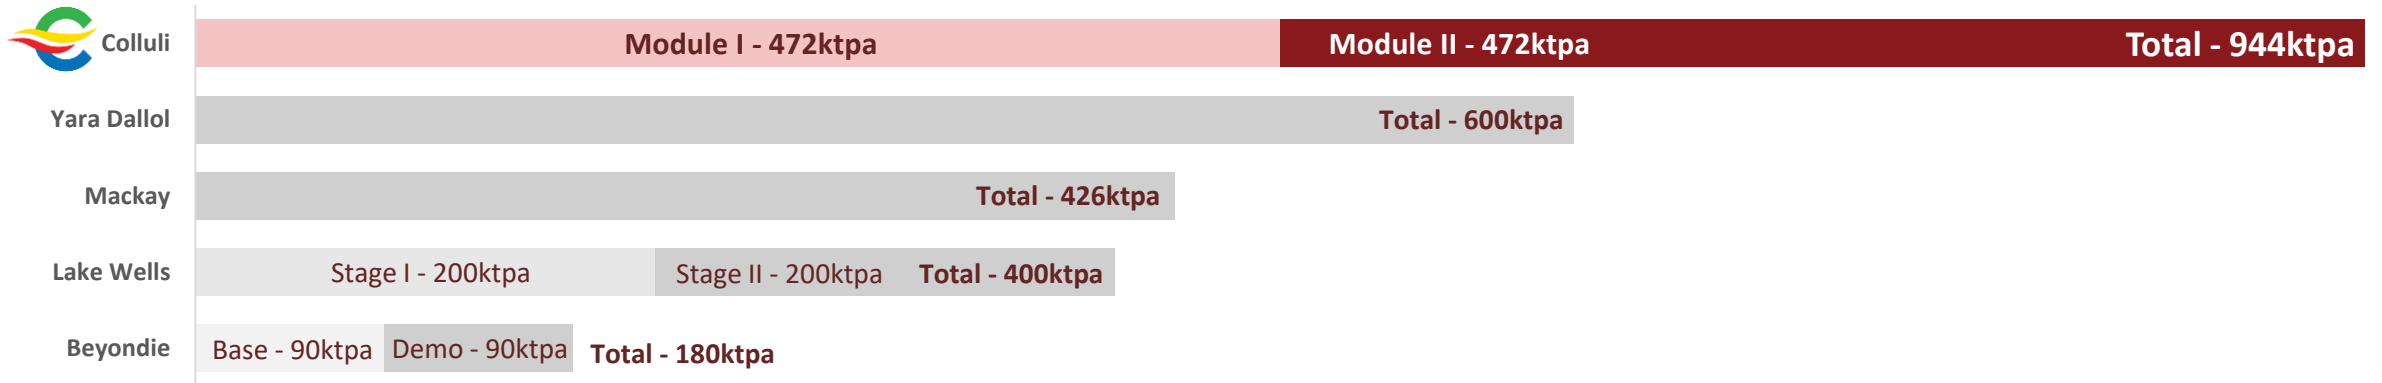 Colluli Module I - 472ktpa Module II - 472ktpa Total - 944ktpa
Yara Dallol Total - 600ktpa
Mackay Total - 426ktpa
Lake Wells Stage I - 200ktpa Stage II - 200ktpa Total - 400ktpa
Beyondie Base - 90ktpa Demo - 90ktpa Total - 180ktpa